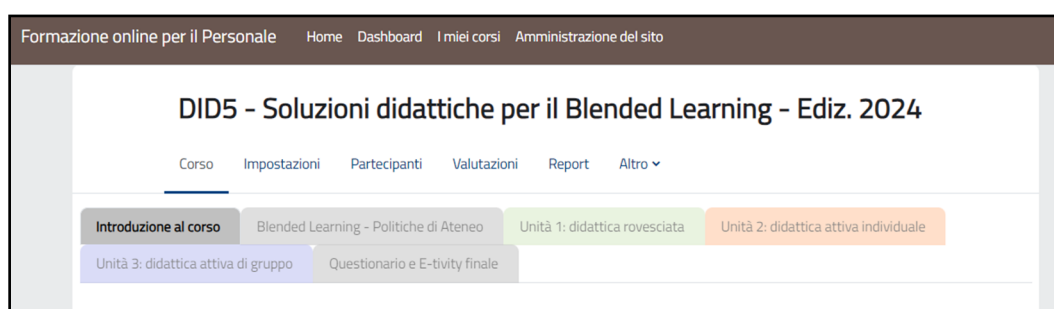 Formazione online per il Personale Home Dashboard I miei corsi Amministrazione del sito
DID5 - Soluzioni didattiche per il Blended Learning - Ediz. 2024
Corso Impostazioni Partecipanti Valutazioni Report Altro
Introduzione al corso Blended Learning - Politiche di Ateneo Unità 1: didattica rovesciata Unità 2: didattica attiva individuale
Unità 3: didattica attiva di gruppo Questionario e E-tivity finale